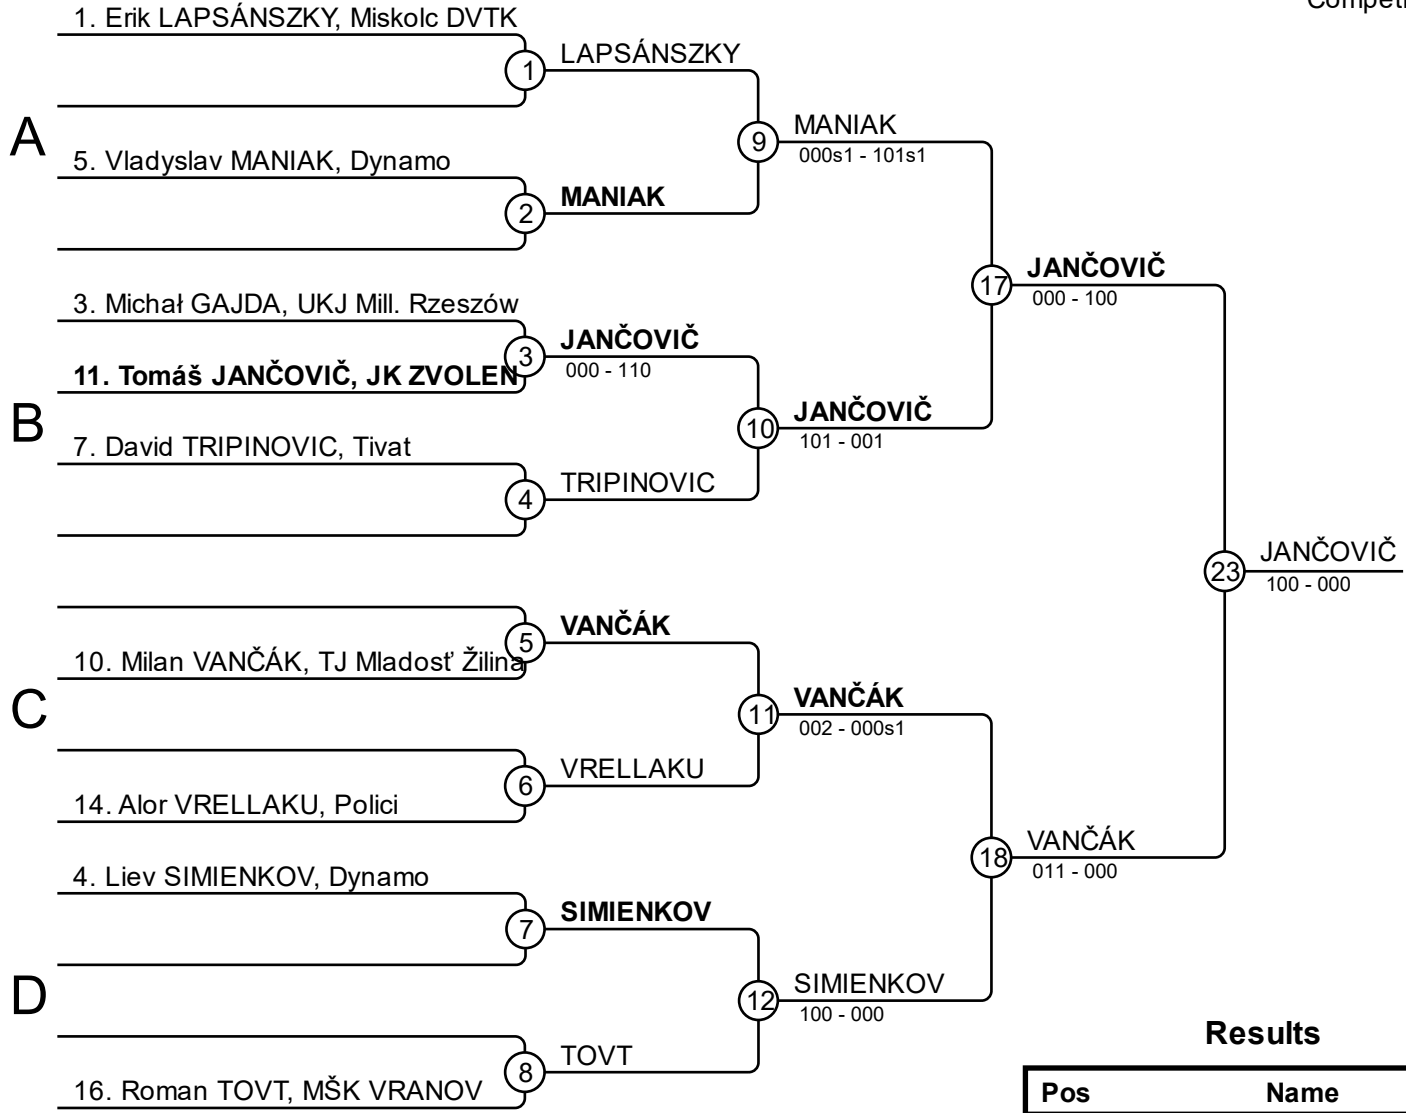 Competi
1. Erik LAPSÁNSZKY, Miskolc DVTK
1
LAPSÁNSZKY
A
5. Vladyslav MANIAK, Dynamo
2
MANIAK
9
MANIAK
000s1 - 101s1
3. Michał GAJDA, UKJ Mill. Rzeszów
11. Tomáš JANČOVIČ, JK ZVOLEN
3
JANČOVIČ
000 - 110
B
7. David TRIPINOVIC, Tivat
4
TRIPINOVIC
10
JANČOVIČ
101 - 001
17
JANČOVIČ
000 - 100
10. Milan VANČÁK, TJ Mladosť Žilina
5
VANČÁK
C
14. Alor VRELLAKU, Polici
6
VRELLAKU
11
VANČÁK
002 - 000s1
4. Liev SIMIENKOV, Dynamo
7
SIMIENKOV
D
16. Roman TOVT, MŠK VRANOV
8
TOVT
12
SIMIENKOV
100 - 000
18
VANČÁK
011 - 000
23
JANČOVIČ
100 - 000
Results
Pos Name